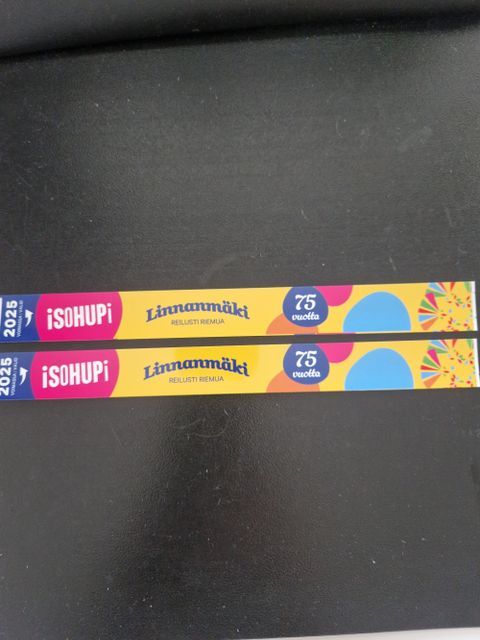 2025
iSOHUPi
Linnanmäki
REILUSTI RIEMUA
75
vuotta
2025
iSOHUPi
Linnanmäki
REILUSTI RIEMUA
75
vuotta